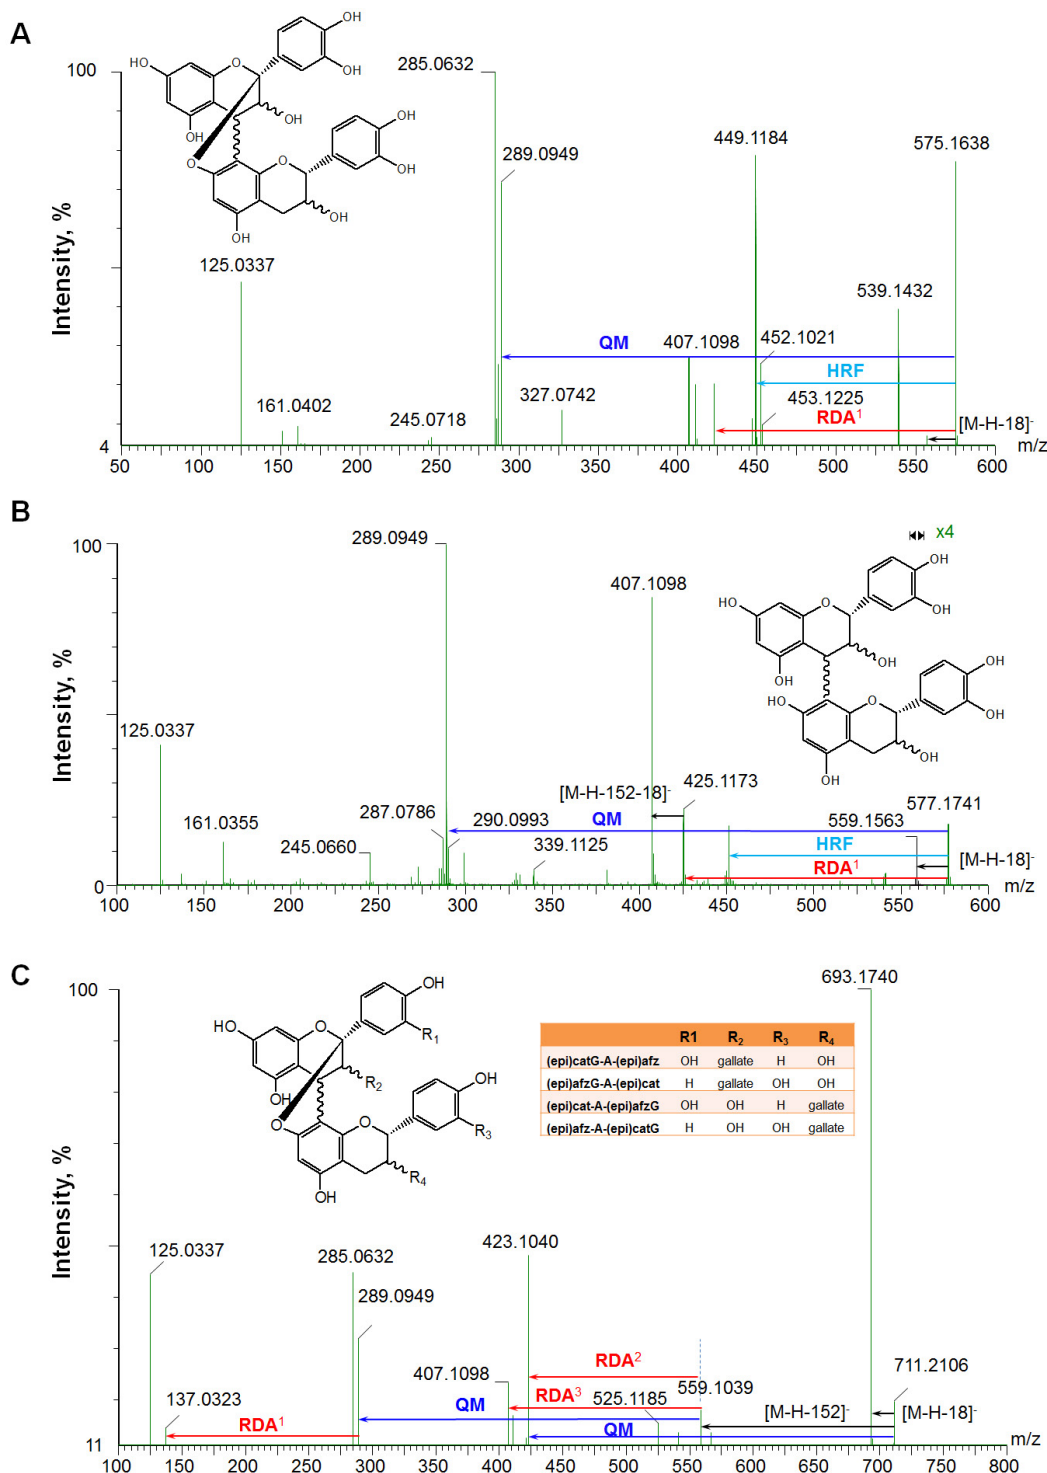 A
OH
HO
O
OH
OH
OH
O
OH
O
OH
OH
OH
100
285.0632
289.0949
449.1184
575.1638
125.0337
539.1432
QM
407.1098
452.1021
HRF
327.0742
453.1225
161.0402
245.0718
RDA1
[M-H-18]-
4
50 100 150 200 250 300 350 400 450 500 550 600
m/z
Intensity, %
B
100
289.0949
x4
407.1098
OH
HO
O
OH
OH
OH
OH
HO
O
OH
OH
OH
125.0337
[M-H-152-18]-
425.1173
577.1741
161.0355
287.0786
QM
290.0993
559.1563
245.0660
339.1125
HRF
[M-H-18]-
RDA1
0
100 150 200 250 300 350 400 450 500 550 600
m/z
Intensity, %
C
693.1740
100
OH
HO
O
R1
R2
OH
OH
O
O
R3
R4
OH
R1 R2 R3 R4
(epi)catG-A-(epi)afz OH gallate H OH
(epi)afzG-A-(epi)cat H gallate OH OH
(epi)cat-A-(epi)afzG OH OH H gallate
(epi)afz-A-(epi)catG H OH OH gallate
125.0337
285.0632
423.1040
289.0949
RDA2
407.1098
RDA3
559.1039
711.2106
137.0323
QM
525.1185
[M-H-152]-
[M-H-18]-
RDA1
QM
11
100 150 200 250 300 350 400 450 500 550 600 650 700 750 800
m/z
Intensity, %